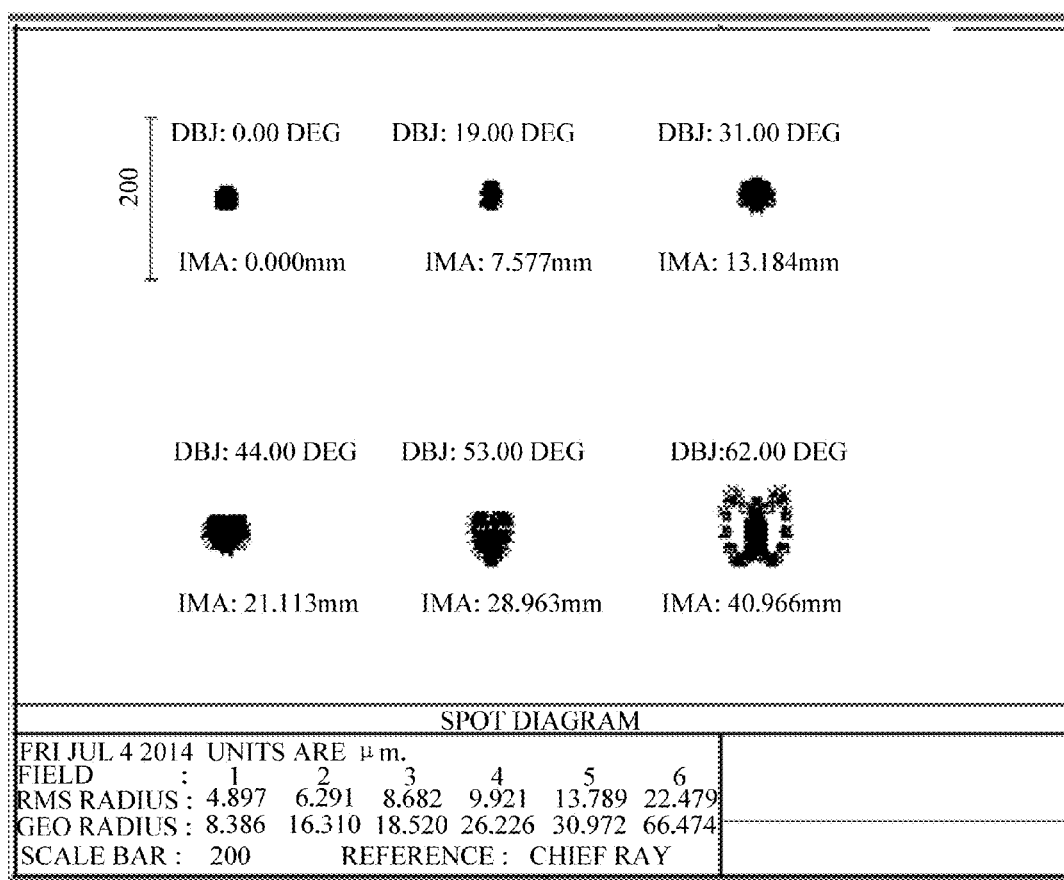 DBJ: 0.00 DEG DBJ: 19.00 DEG DBJ: 31.00 DEG
200
IMA: 0.000mm IMA: 7.577mm IMA: 13.184mm
DBJ: 44.00 DEG DBJ: 53.00 DEG DBJ:62.00 DEG
IMA: 21.113mm IMA: 28.963mm IMA: 40.966mm
SPOT DIAGRAM
FRI JUL 4 2014 UNITS ARE μm.
FIELD : 1 2 3 4 5 6
RMS RADIUS : 4.897 6.291 8.682 9.921 13.789 22.479
GEO RADIUS : 8.386 16.310 18.520 26.226 30.972 66.474
SCALE BAR : 200 REFERENCE : CHIEF RAY